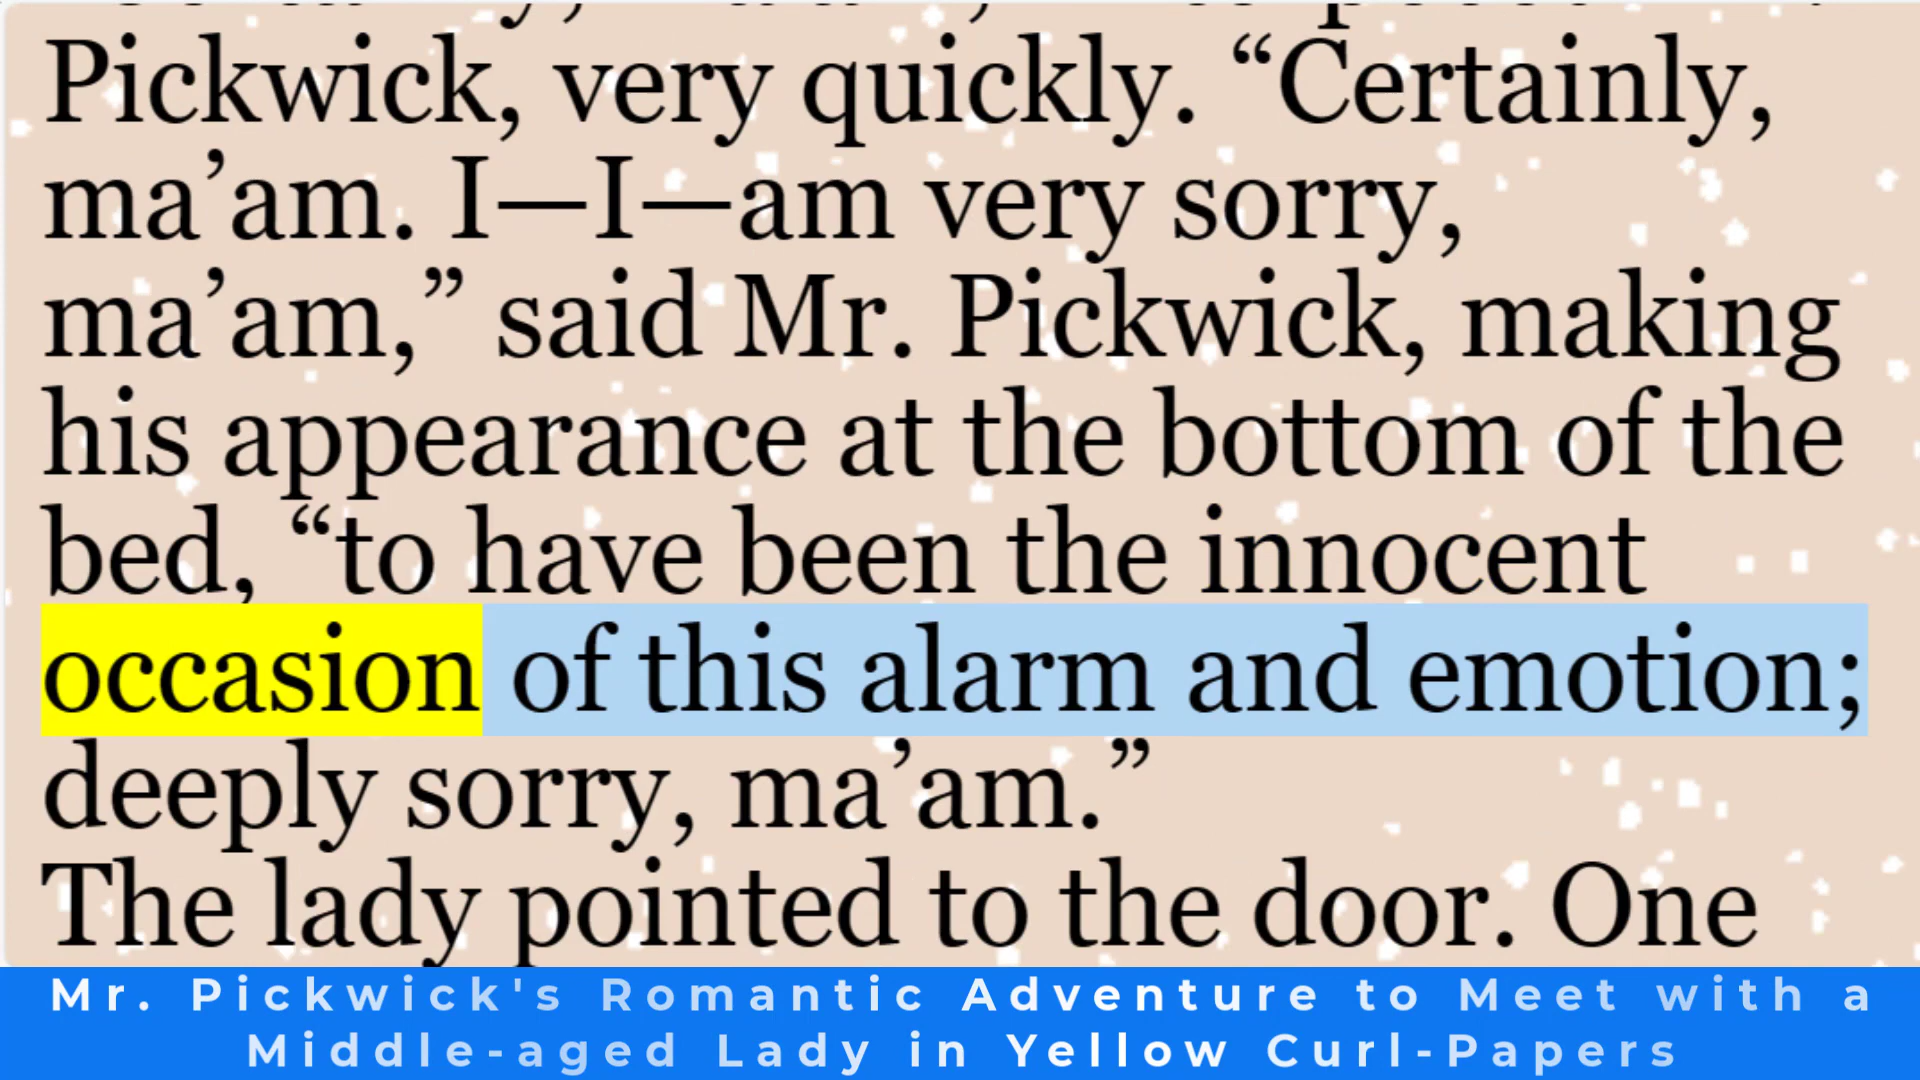 Pickwick, very quickly. “Certainly,
ma’am. I—I—am very sorry,
ma’am,” said Mr. Pickwick, making
his appearance at the bottom of the
bed, “to have been the innocent
occasion of this alarm and emotion;
deeply sorry, ma’am.”
The lady pointed to the door. One
Mr. Pickwick's Romantic Adventure to Meet with a
Middle-aged Lady in Yellow Curl-Papers